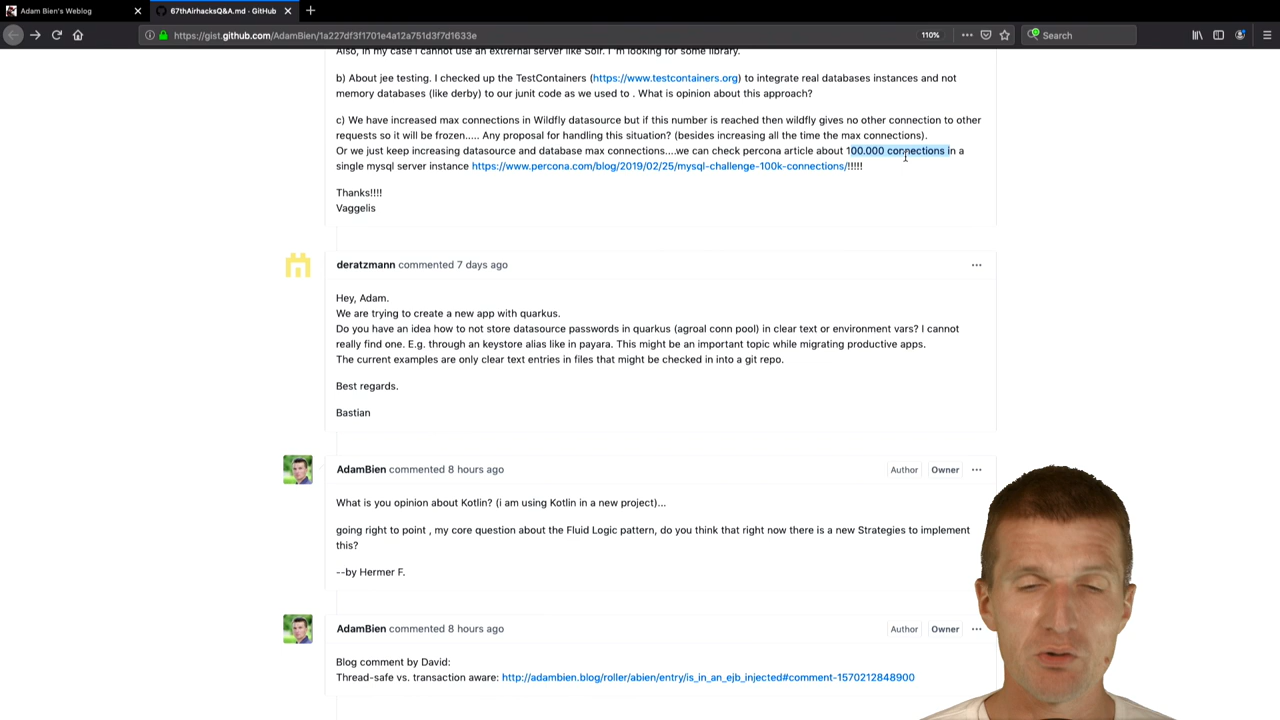 Adam Bien's Weblog
67thAirhacksQ&A.md · GitHub
https://gist.github.com/AdamBien/1a227df3f1701e4a12a751d3f7d1633e
110%
Search
Also, in my case I cannot use an extrernal server like Solr. I 'm looking for some library.
b) About jee testing. I checked up the TestContainers (https://www.testcontainers.org) to integrate real databases instances and not
memory databases (like derby) to our junit code as we used to . What is opinion about this approach?
c) We have increased max connections in Wildfly datasource but if this number is reached then wildfly gives no other connection to other
requests so it will be frozen..... Any proposal for handling this situation? (besides increasing all the time the max connections).
Or we just keep increasing datasource and database max connections....we can check percona article about 100.000 connections in a
single mysql server instance https://www.percona.com/blog/2019/02/25/mysql-challenge-100k-connections/!!!!!
Thanks!!!!
Vaggelis
deratzmann commented 7 days ago
Hey, Adam.
We are trying to create a new app with quarkus.
Do you have an idea how to not store datasource passwords in quarkus (agroal conn pool) in clear text or environment vars? I cannot
really find one. E.g. through an keystore alias like in payara. This might be an important topic while migrating productive apps.
The current examples are only clear text entries in files that might be checked in into a git repo.
Best regards.
Bastian
AdamBien commented 8 hours ago
Author
Owner
What is you opinion about Kotlin? (i am using Kotlin in a new project)...
going right to point , my core question about the Fluid Logic pattern, do you think that right now there is a new Strategies to implement
this?
--by Hermer F.
AdamBien commented 8 hours ago
Author
Owner
Blog comment by David:
Thread-safe vs. transaction aware: http://adambien.blog/roller/abien/entry/is_in_an_ejb_injected#comment-1570212848900